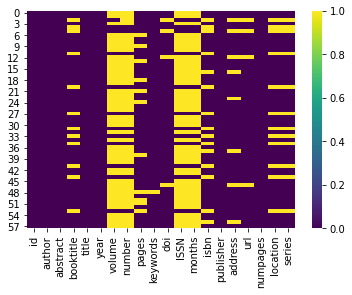 0
3
6
9
12
15
18
21
24
27
30
33
36
39
42
45
48
51
54
57
id
author
abstract
booktitle
title
year
volume
number
pages
keywords
doi
ISSN
months
isbn
publisher
address
url
numpages
location
series
1.0
0.8
0.6
0.4
0.2
0.0